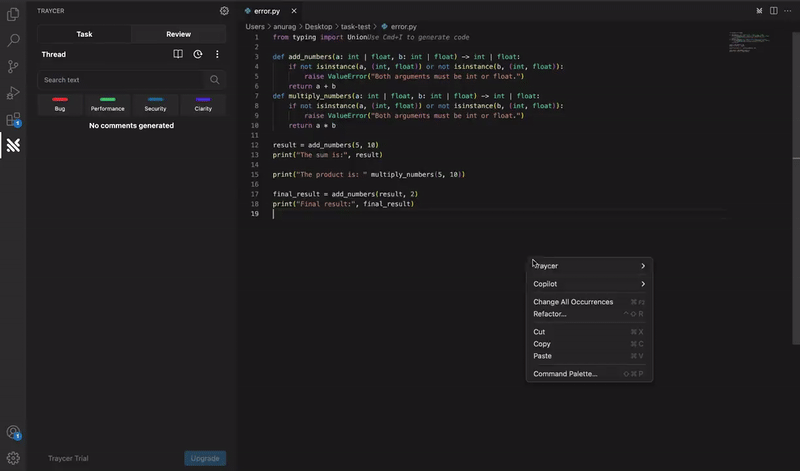 TRAYCER
Task
Review
Thread
Search text
Bug
Performance
Security
Clarity
No comments generated
Traycer Trial
Upgrade
1
1
error.py
Users > anurag > Desktop > task-test > error.py
1 from typing import UnionUse Cmd+I to generate code
2
3 def add_numbers(a: int | float, b: int | float) -> int | float:
4 if not isinstance(a, (int, float)) or not isinstance(b, (int, float)):
5 raise ValueError("Both arguments must be int or float.")
6 return a + b
7 def multiply_numbers(a: int | float, b: int | float) -> int | float:
8 if not isinstance(a, (int, float)) or not isinstance(b, (int, float)):
9 raise ValueError("Both arguments must be int or float.")
10 return a * b
11
12 result = add_numbers(5, 10)
13 print("The sum is:", result)
14
15 print("The product is: " multiply_numbers(5, 10))
16
17 final_result = add_numbers(result, 2)
18 print("Final result:", final_result)
19
Traycer
Copilot
Change All Occurrences
Refactor... ⌃⇧R
Cut ⌘X
Copy ⌘C
Paste ⌘V
Command Palette... ⇧⌘P